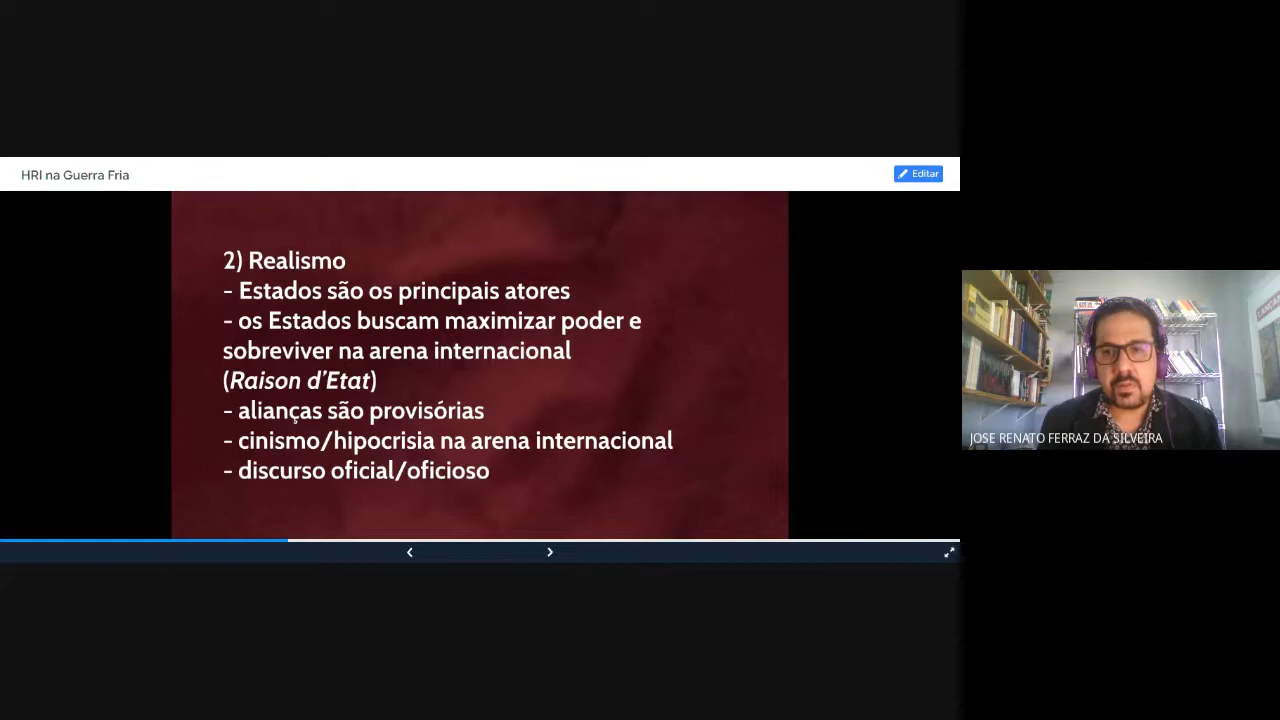 HRI na Guerra Fria
Editar
2) Realismo
- Estados são os principais atores
- os Estados buscam maximizar poder e
sobreviver na arena internacional
(Raison d'Etat)
- alianças são provisórias
- cinismo/hipocrisia na arena internacional
- discurso oficial/oficioso
JOSE RENATO FERRAZ DA SILVEIRA